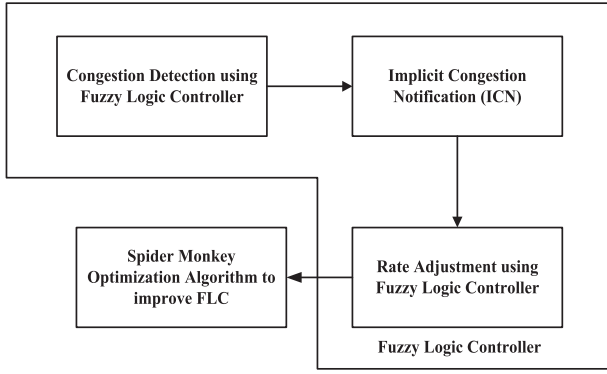 Congestion Detection using
Fuzzy Logic Controller
Implicit Congestion
Notification (ICN)
Spider Monkey
Optimization Algorithm to
improve FLC
Rate Adjustment using
Fuzzy Logic Controller
Fuzzy Logic Controller